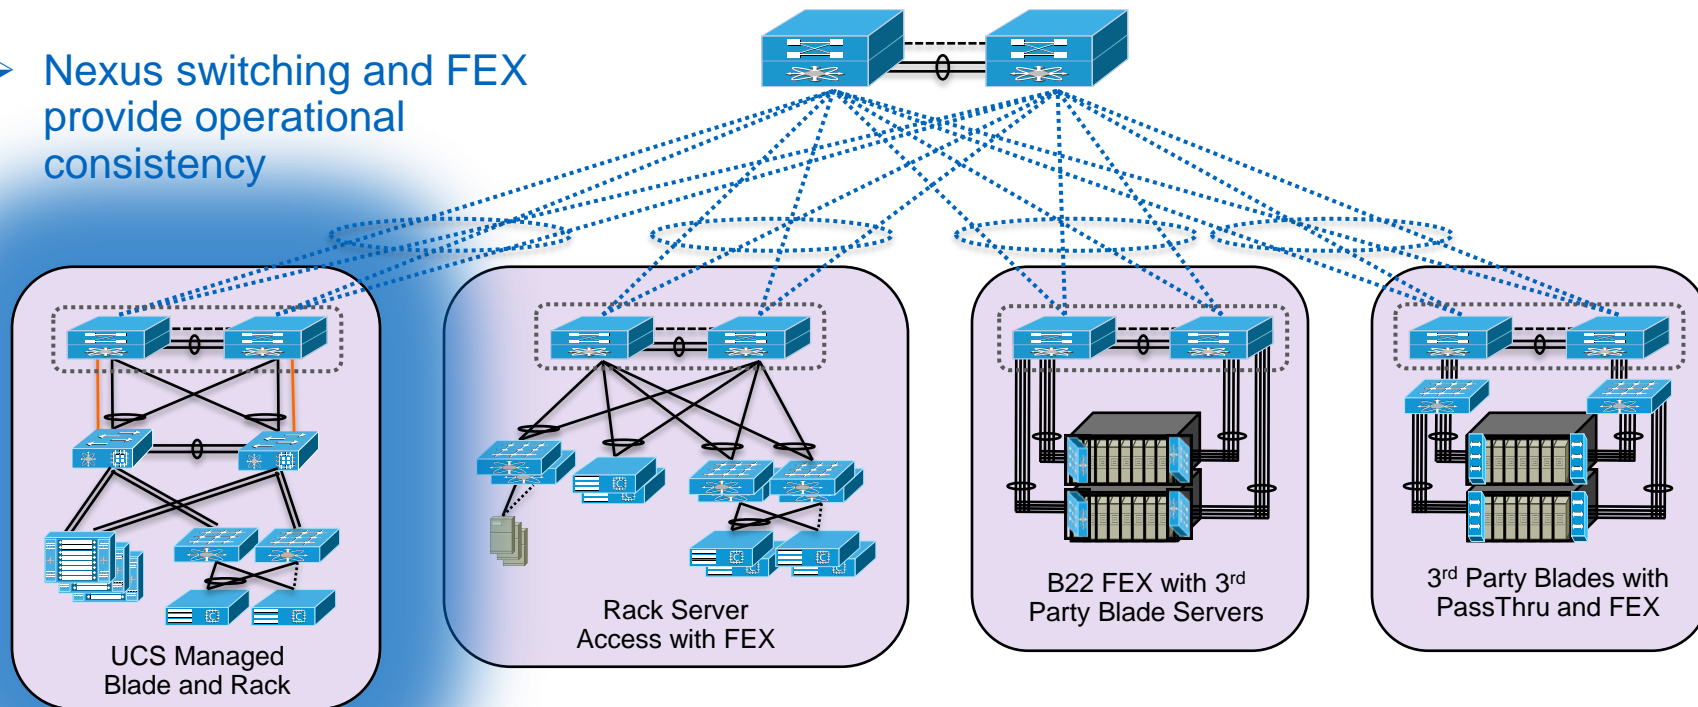 Nexus switching and FEX
provide operational
consistency
UCS Managed
Blade and Rack
Rack Server
Access with FEX
B22 FEX with 3rd
Party Blade Servers
3rd Party Blades with
PassThru and FEX